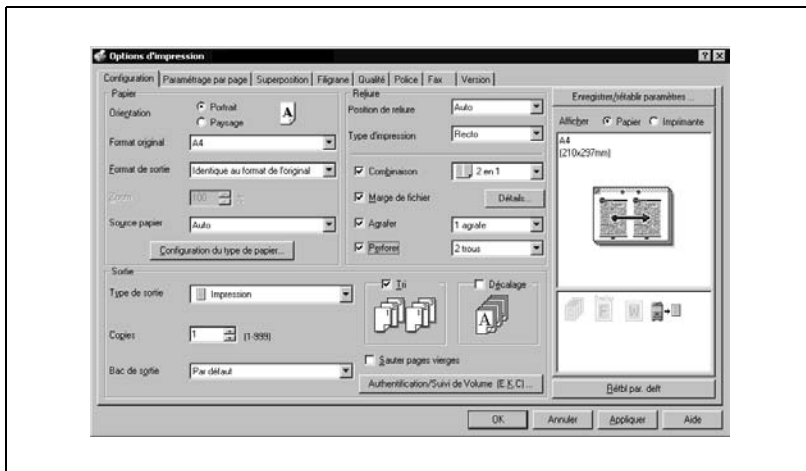 Options d'impression
Configuration Paramétrage par page Superposition Filigrane Qualité Police Fax Version
Papier
Orientation
Portrait
Paysage
A
Format original
A4
Format de sortie
Identique au format de l'original
Zoom
100
%
Source papier
Auto
Configuration du type de papier...
Reliure
Position de reliure
Auto
Type d'impression
Recto
Combinaison
2 en 1
Marge de fichier
Détails...
Agrafer
1 agrafe
Perforer
2 trous
Sortie
Type de sortie
Impression
Copies
1
(1-999)
Bac de sortie
Par défaut
Tri
Décalage
A
Sauter pages vierges
Authentification/Suivi de Volume (E.K.C) ...
Enregistrer/rétablir paramètres ...
Afficher
Papier
Imprimante
A4
(210x297mm)
F
W
Rétbl par. deft
OK
Annuler
Appliquer
Aide